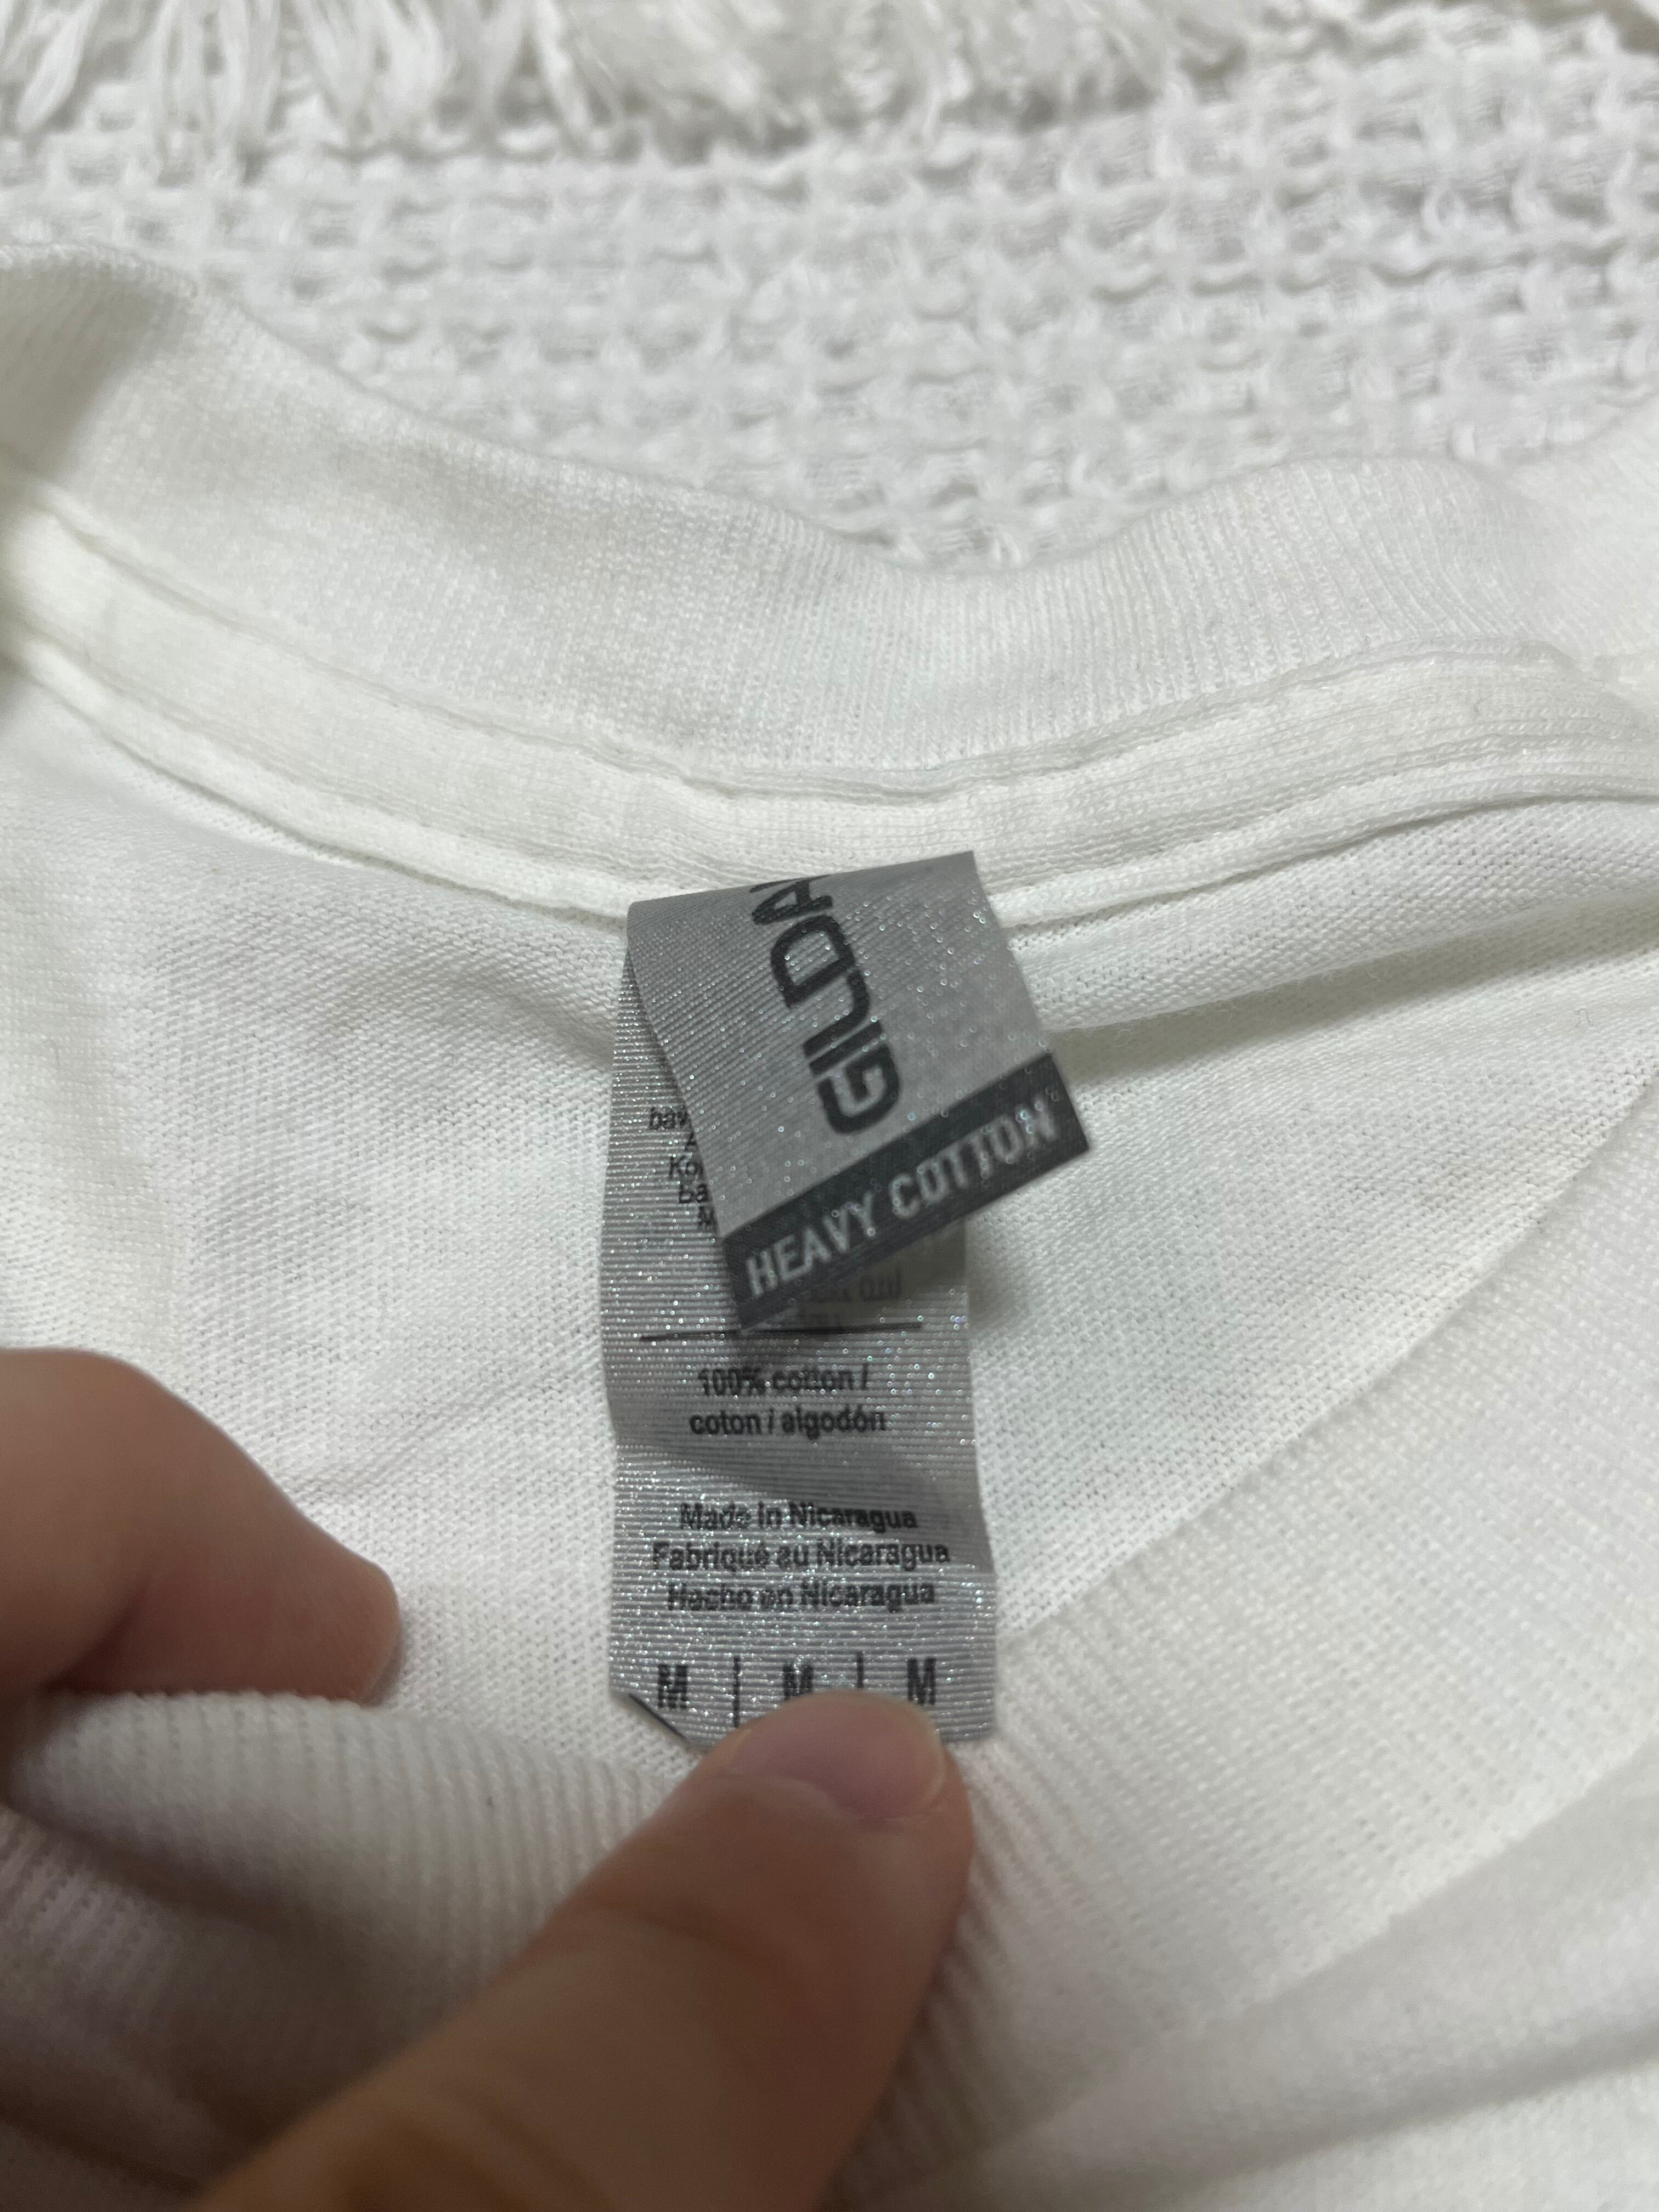 GILDA
HEAVY COTTON
100% cotton /
coton / algodón
Made in Nicaragua
Fabriqué au Nicaragua
Hecho en Nicaragua
M | M | M